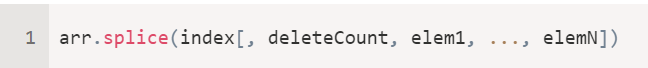 1 arr.splice(index[, deleteCount, elem1, ..., elemN])